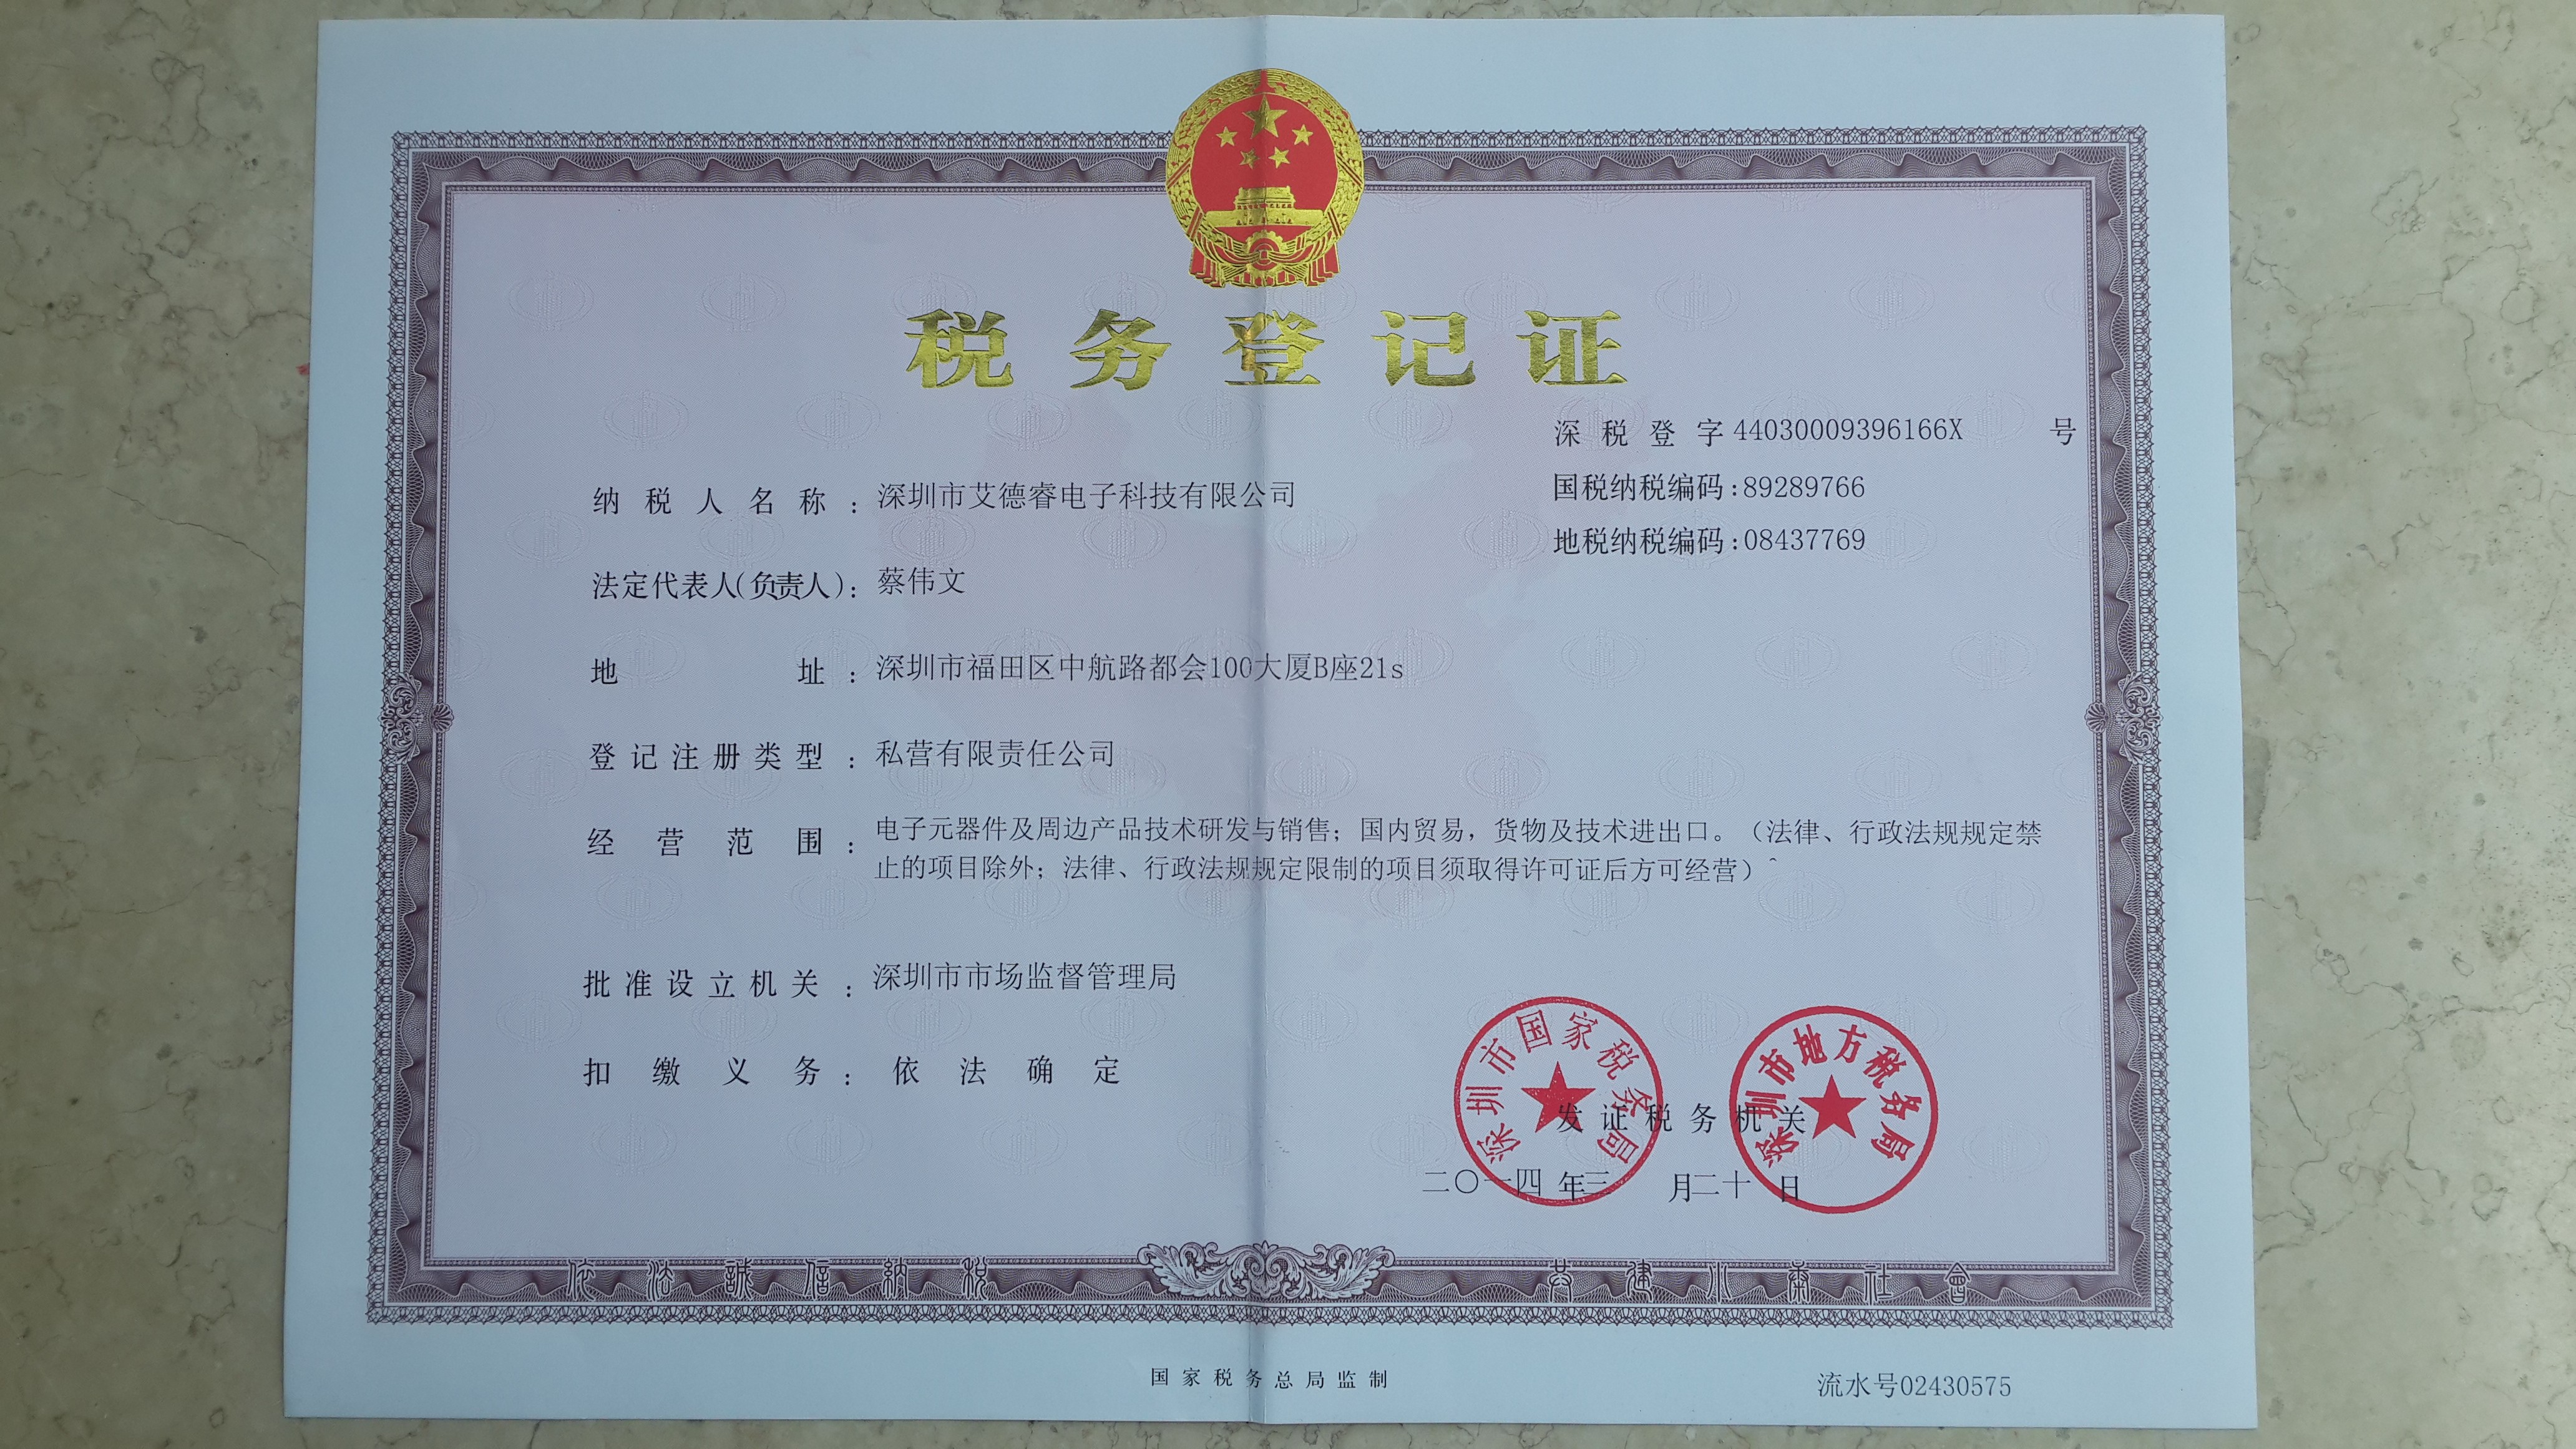 税务登记证
深税登字44030009396166X 号
国税纳税编码:89289766
地税纳税编码:08437769
纳税人名称:深圳市艾德睿电子科技有限公司
法定代表人(负责人):蔡伟文
地址:深圳市福田区中航路都会100大厦B座21s
登记注册类型:私营有限责任公司
经营范围:电子元器件及周边产品技术研发与销售;国内贸易,货物及技术进出口。(法律、行政法规规定禁
止的项目除外;法律、行政法规规定限制的项目须取得许可证后方可经营)^
批准设立机关:深圳市市场监督管理局
扣缴义务:依法确定
深圳市国家税务局
深圳市地方税务局
发证税务机关
二〇一四年三月二十日
依法誠信納税
共建小康社會
国家税务总局监制
流水号02430575